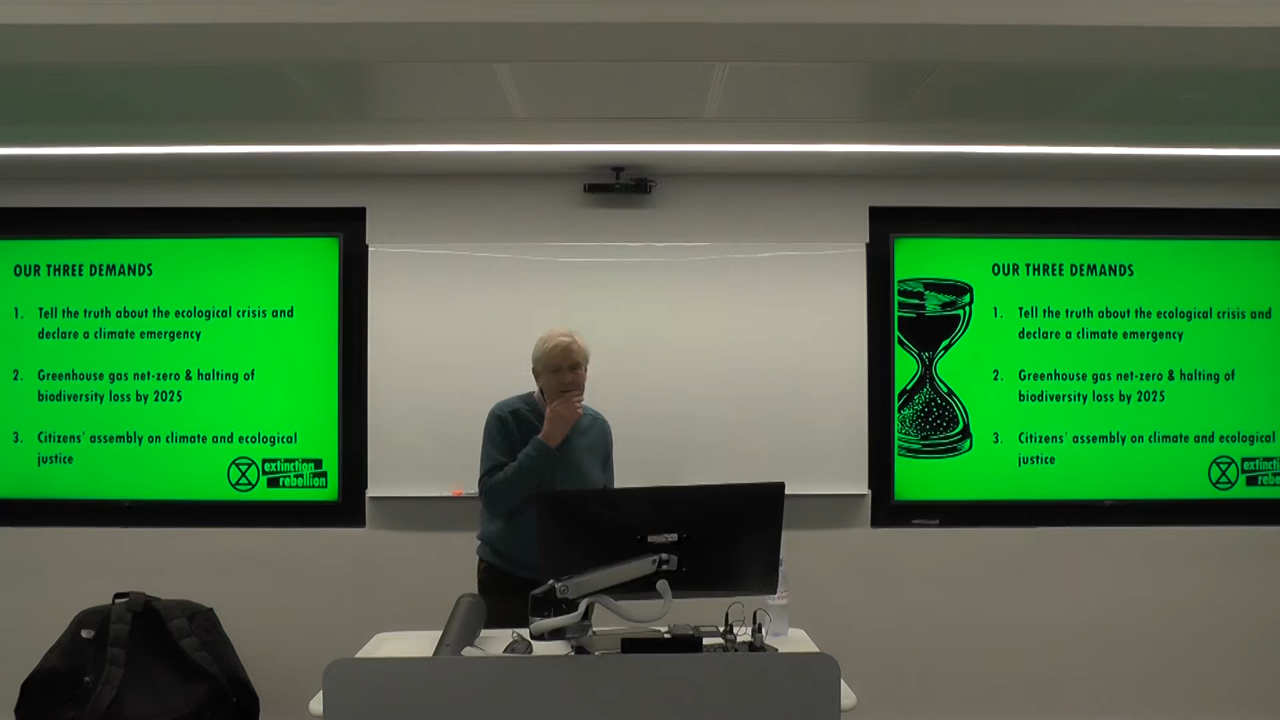 OUR THREE DEMANDS
1. Tell the truth about the ecological crisis and
declare a climate emergency
2. Greenhouse gas net-zero & halting of
biodiversity loss by 2025
3. Citizens' assembly on climate and ecological
justice
extinction
rebellion
OUR THREE DEMANDS
1. Tell the truth about the ecological crisis and
declare a climate emergency
2. Greenhouse gas net-zero & halting of
biodiversity loss by 2025
3. Citizens' assembly on climate and ecological
justice